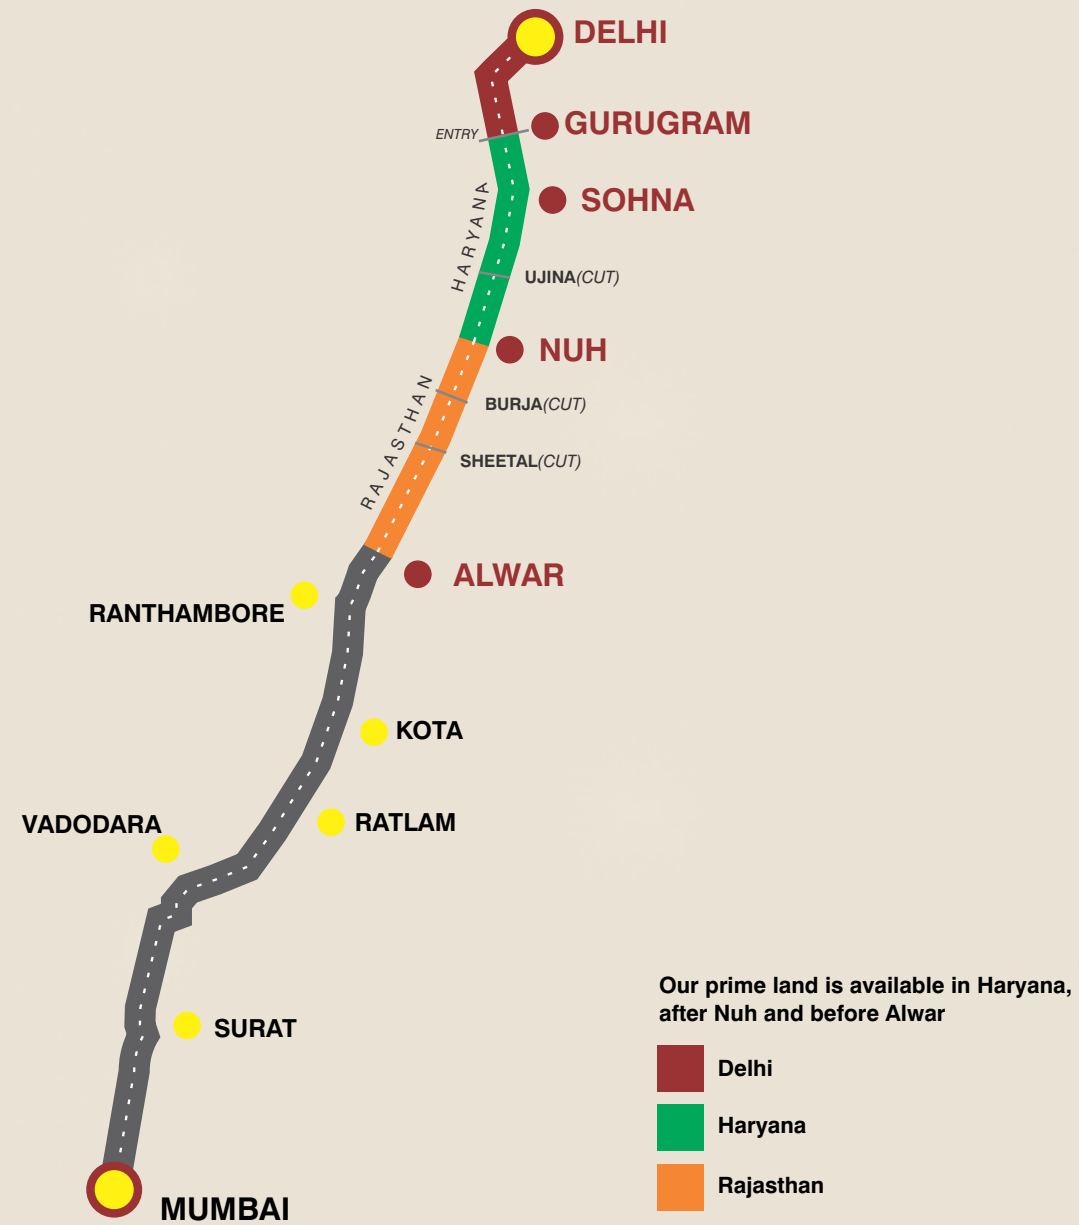 DELHI
GURUGRAM
ENTRY
HARYANA
SOHNA
UJINA(CUT)
NUH
RAJASTHAN
BURJA(CUT)
SHEETAL(CUT)
ALWAR
RANTHAMBORE
KOTA
VADODARA
RATLAM
SURAT
MUMBAI
Our prime land is available in Haryana,
after Nuh and before Alwar
Delhi
Haryana
Rajasthan